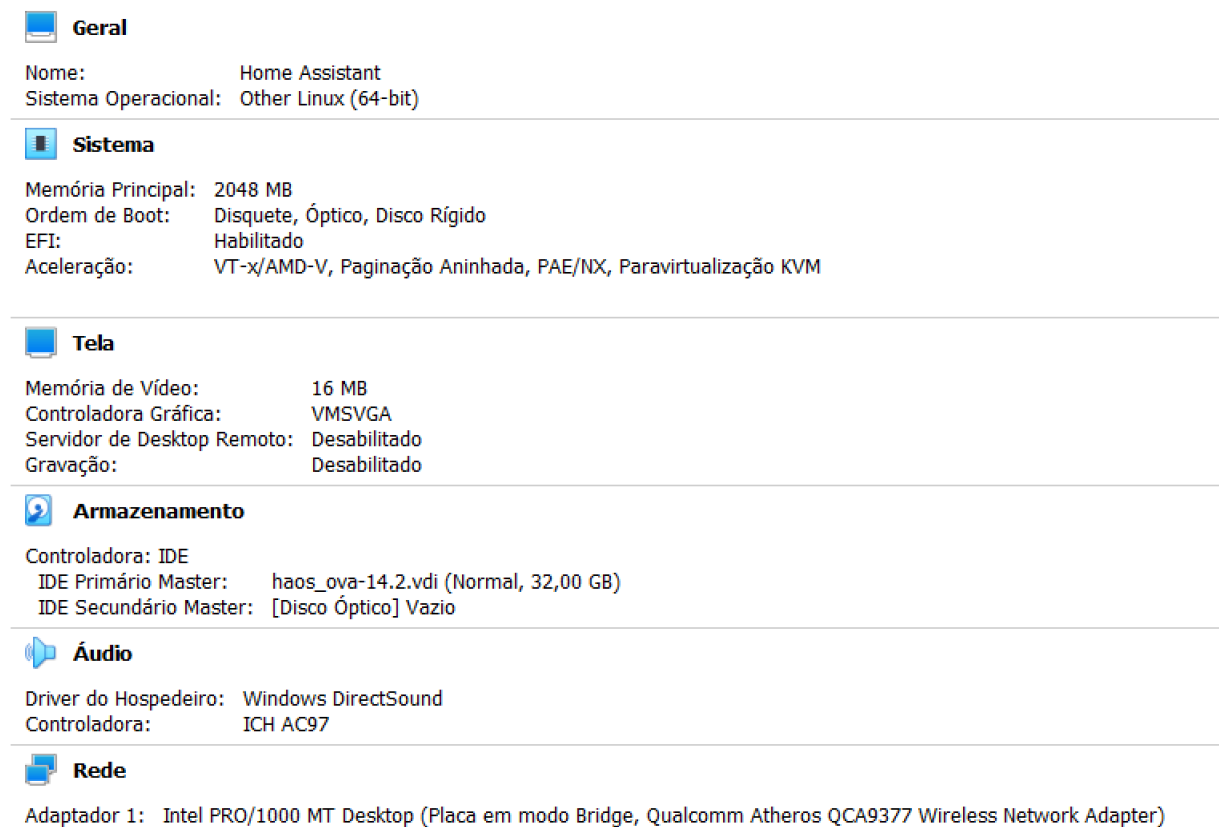 Geral
Nome: Home Assistant
Sistema Operacional: Other Linux (64-bit)
Sistema
Memória Principal: 2048 MB
Ordem de Boot: Disquete, Óptico, Disco Rígido
EFI: Habilitado
Aceleração: VT-x/AMD-V, Paginação Aninhada, PAE/NX, Paravirtualização KVM
Tela
Memória de Vídeo: 16 MB
Controladora Gráfica: VMSVGA
Servidor de Desktop Remoto: Desabilitado
Gravação: Desabilitado
Armazenamento
Controladora: IDE
IDE Primário Master: haos_ova-14.2.vdi (Normal, 32,00 GB)
IDE Secundário Master: [Disco Óptico] Vazio
Áudio
Driver do Hospedeiro: Windows DirectSound
Controladora: ICH AC97
Rede
Adaptador 1: Intel PRO/1000 MT Desktop (Placa em modo Bridge, Qualcomm Atheros QCA9377 Wireless Network Adapter)